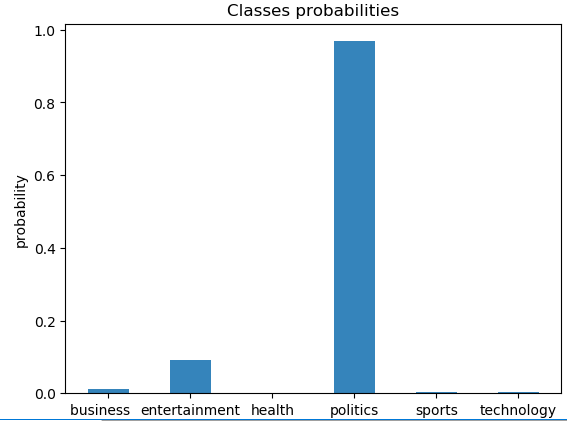 Classes probabilities
1.0
0.8
0.6
0.4
0.2
0.0
probability
business entertainment health politics sports technology